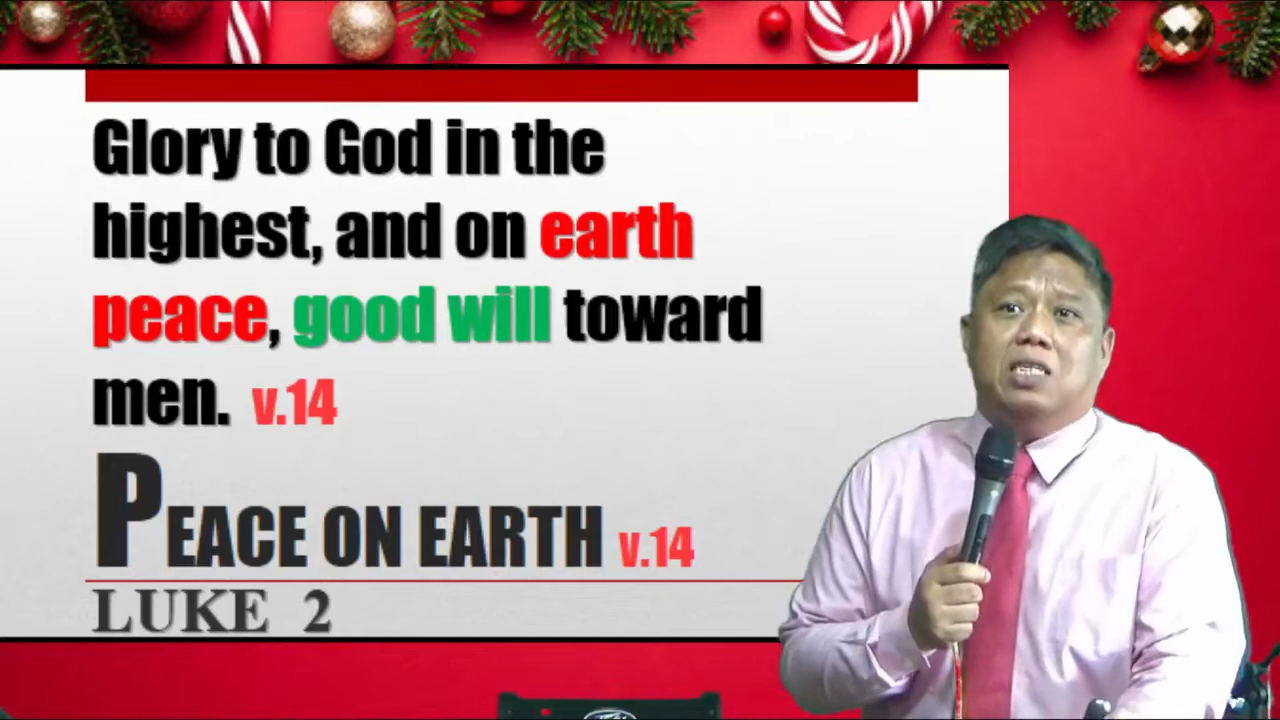 Glory to God in the
highest, and on earth
peace, good will toward
men. v.14
PEACE ON EARTH v.14
LUKE 2